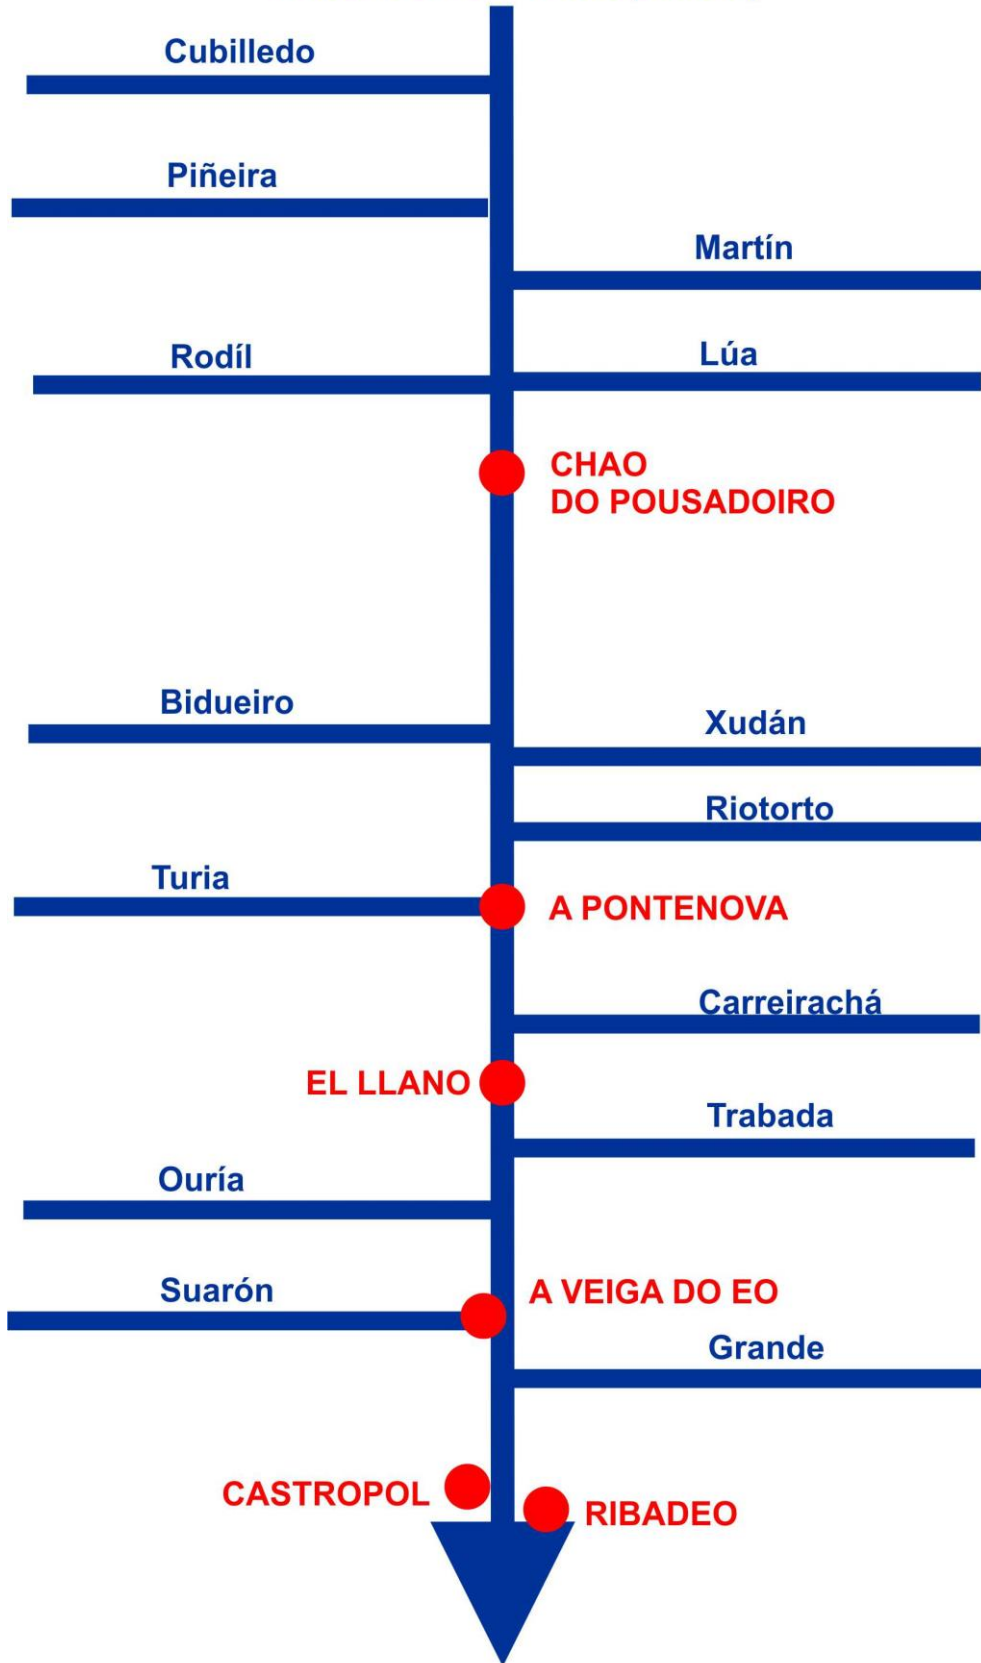 Cubilledo
Piñeira
Martín
Rodíl
Lúa
CHAO
DO POUSADOIRO
Bidueiro
Xudán
Riotorto
Turia
A PONTENOVA
Carreirachá
EL LLANO
Trabada
Ouría
Suarón
A VEIGA DO EO
Grande
CASTROPOL
RIBADEO